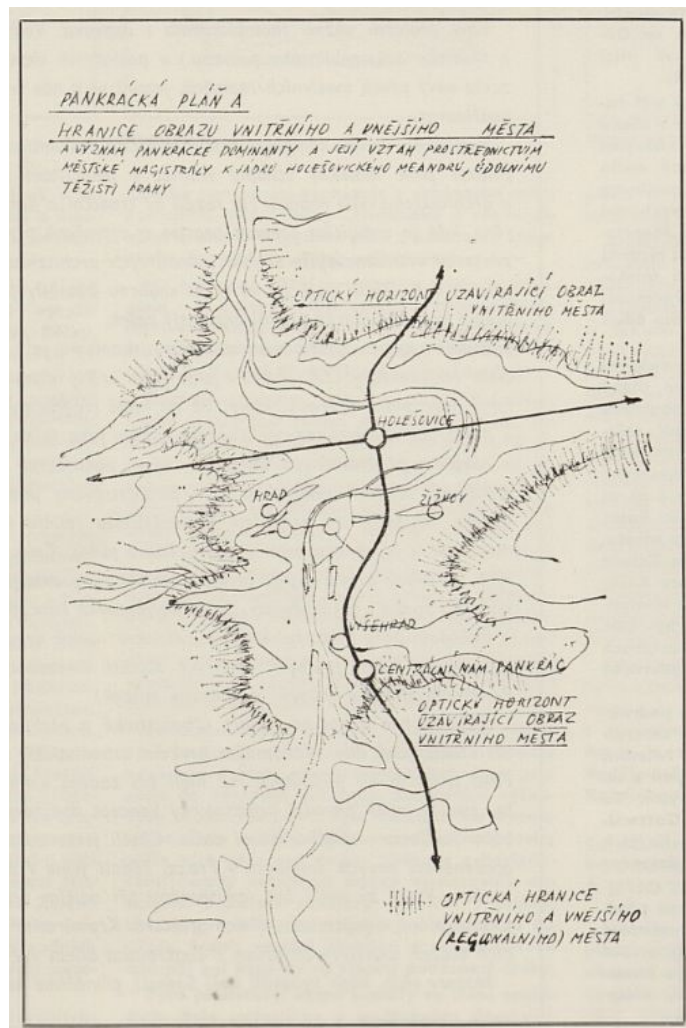 PANKRÁCKÁ PLÁŇ A
HRANICE OBRAZU VNITŘNÍHO A VNĚJŠÍHO MĚSTA
A VÝZNAM PANKRÁCKÉ DOMINANTY A JEJÍ VZTAH PROSTŘEDNICTVÍM
MĚSTSKÉ MAGISTRÁLY K JÁDRU HOLEŠOVICKÉHO MEANDRU, ÚDOLNÍMU
TĚŽIŠTI PRAHY
OPTICKÝ HORIZONT UZAVÍRAJÍCÍ OBRAZ
VNITŘNÍHO MĚSTA
HOLEŠOVICE
HRAD
ŽIŽKOV
VYŠEHRAD
CENTRÁLNÍ NÁM PANKRÁC
OPTICKÝ HORIZONT
UZAVÍRAJÍCÍ OBRAZ
VNITŘNÍHO MĚSTA
OPTICKÁ HRANICE
VNITŘNÍHO A VNĚJŠÍHO
(REGIONÁLNÍHO) MĚSTA